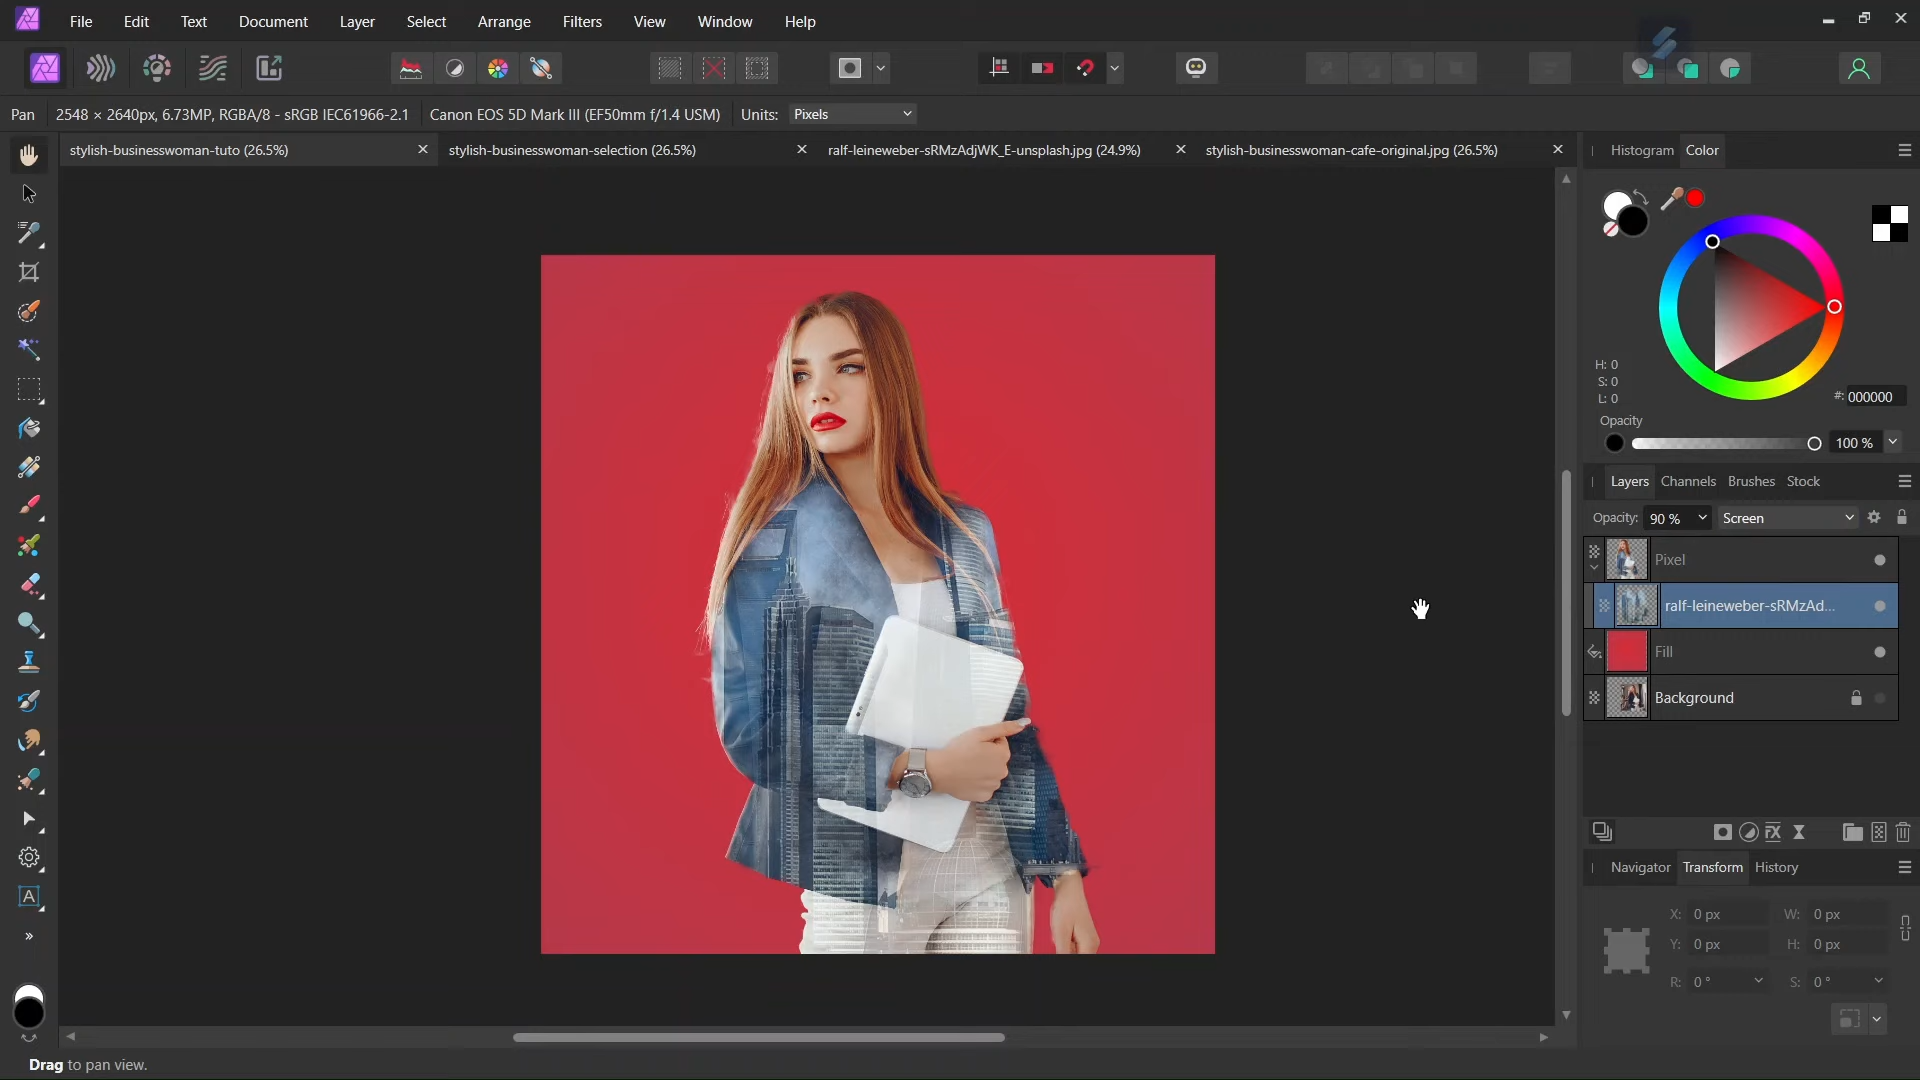 File Edit Text Document Layer Select Arrange Filters View Window Help
Pan 2548 × 2640px, 6.73MP, RGBA/8 - sRGB IEC61966-2.1 Canon EOS 5D Mark III (EF50mm f/1.4 USM) Units: Pixels
stylish-businesswoman-tuto (26.5%) stylish-businesswoman-selection (26.5%) ralf-leineweber-sRMzAdjWK_E-unsplash.jpg (24.9%) stylish-businesswoman-cafe-original.jpg (26.5%)
Histogram Color
H: 0
S: 0
L: 0
#: 000000
Opacity
100 %
Layers Channels Brushes Stock
Opacity: 90 % Screen
Pixel
ralf-leineweber-sRMzAd...
Fill
Background
FX
Navigator Transform History
X: 0 px W: 0 px
Y: 0 px H: 0 px
R: 0 ° S: 0 °
A
Drag to pan view.